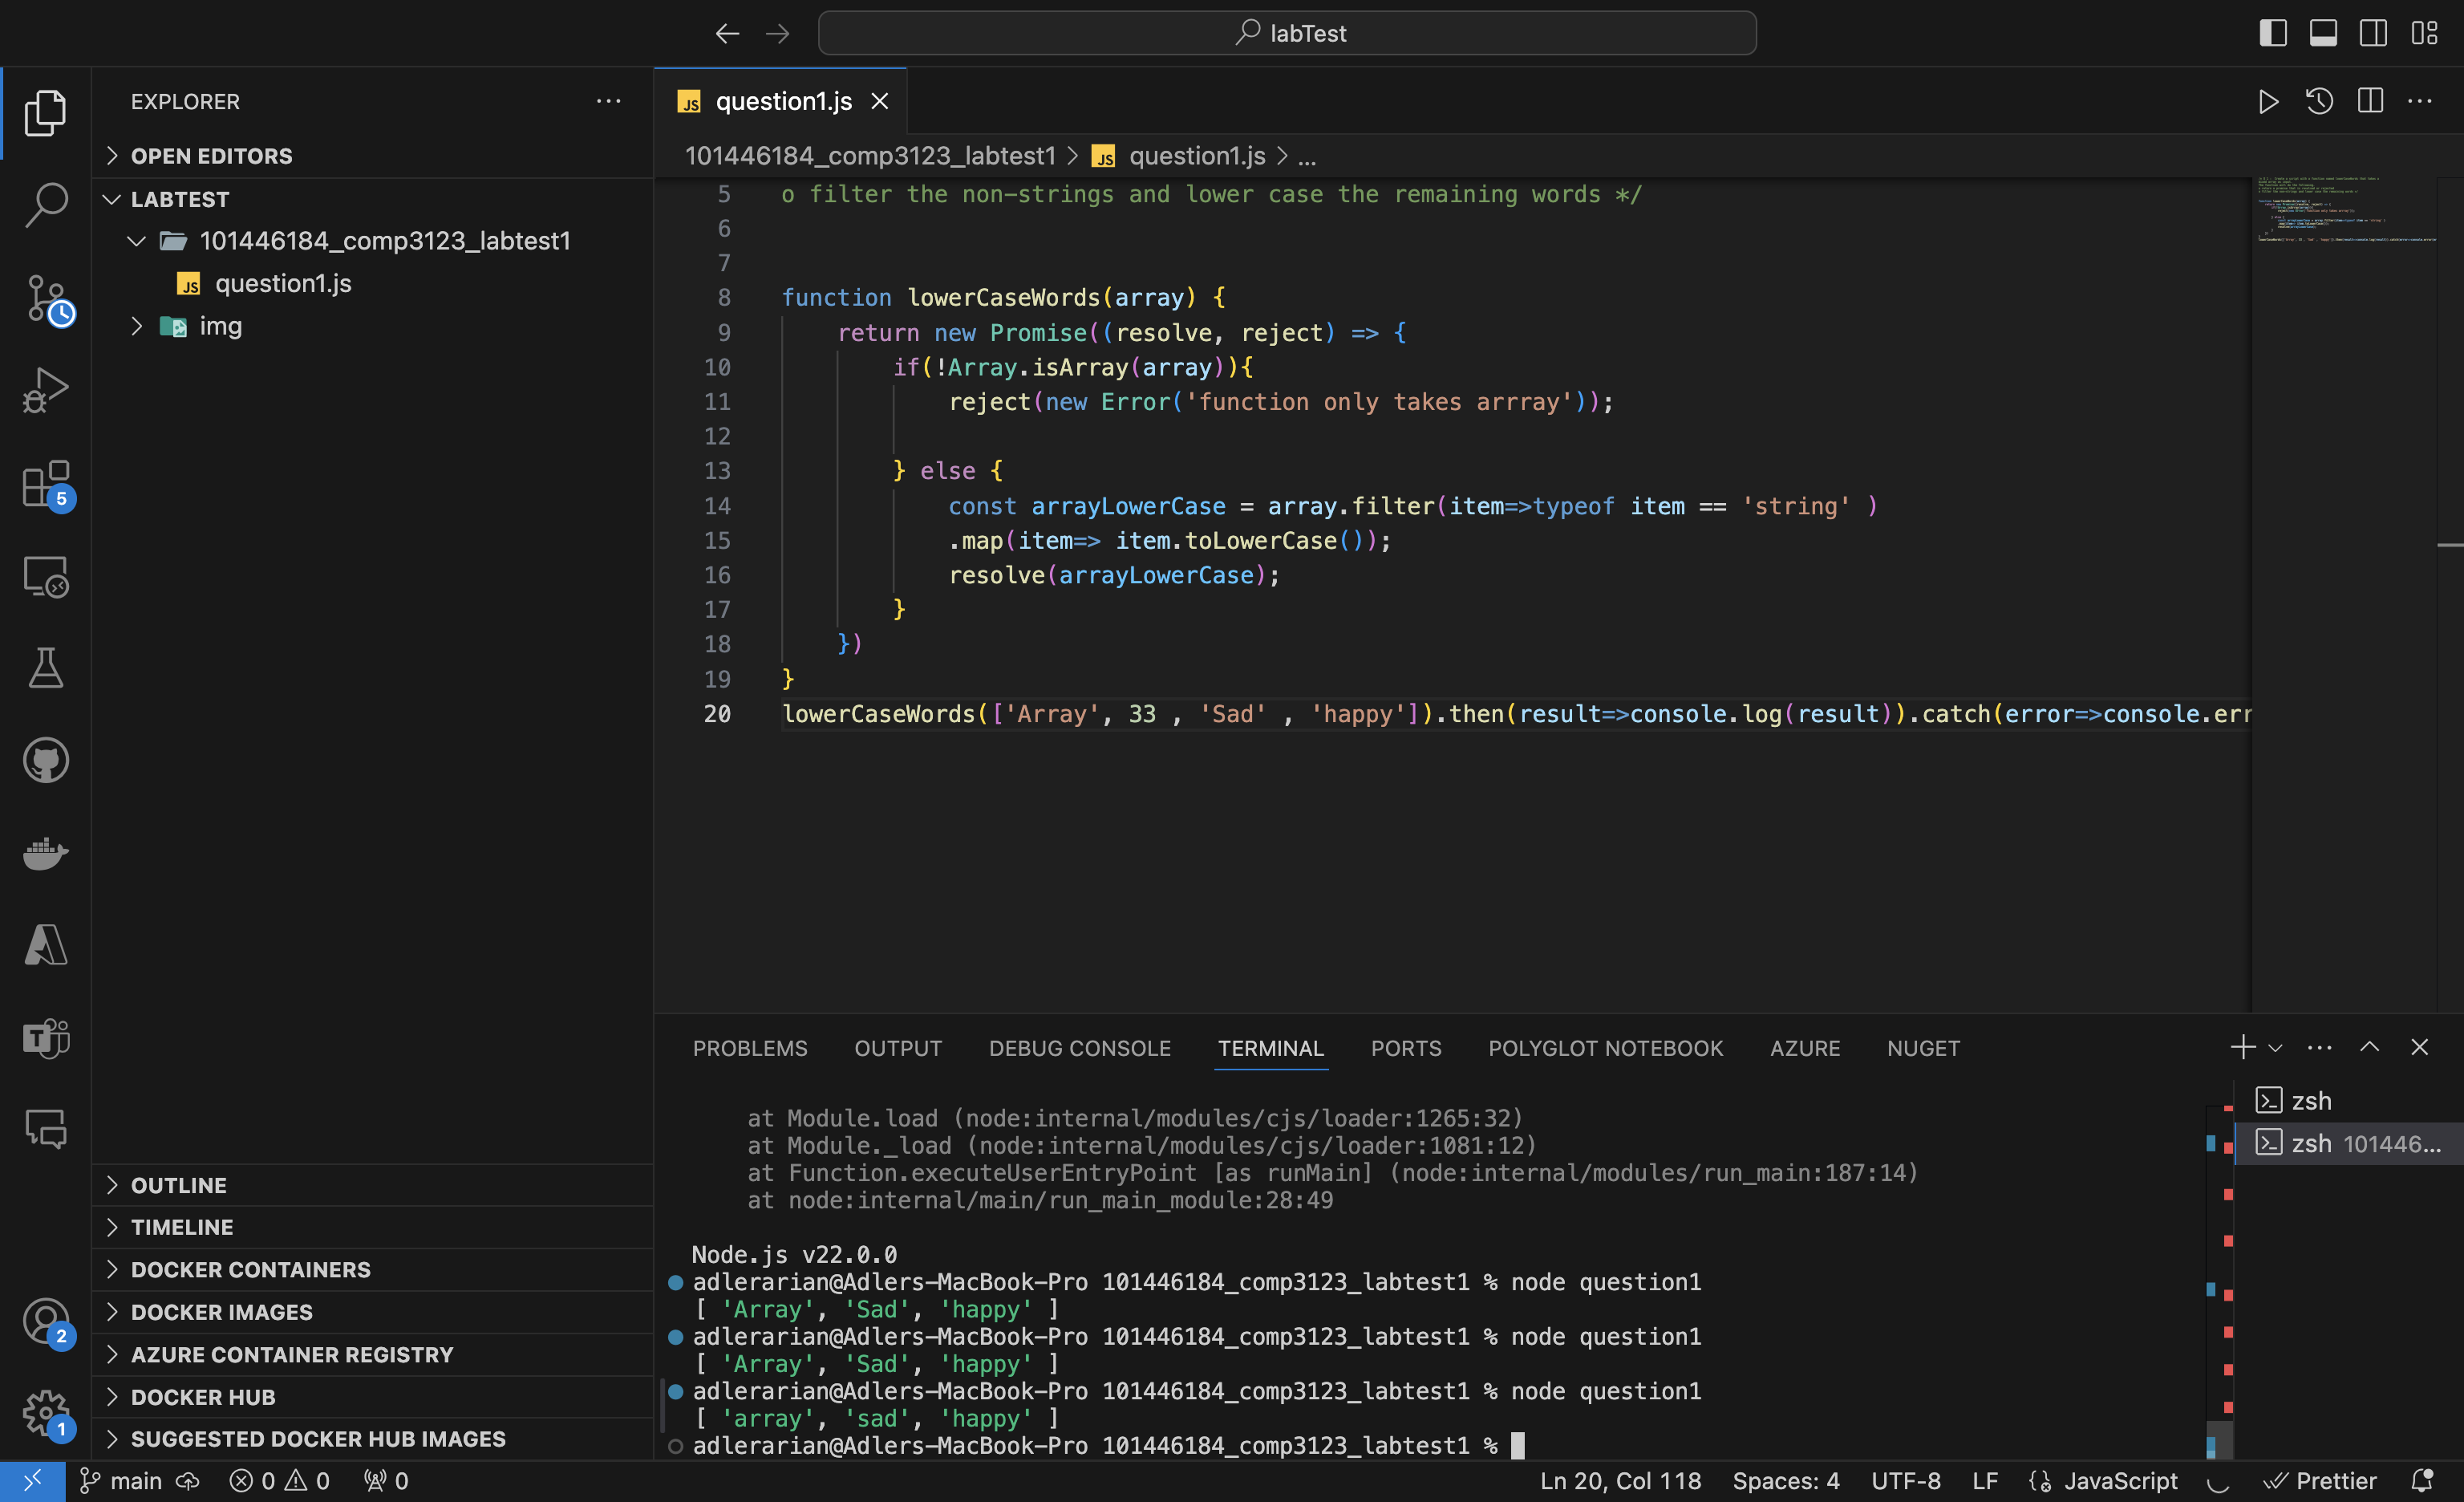 labTest
EXPLORER
OPEN EDITORS
LABTEST
101446184_comp3123_labtest1
question1.js
img
OUTLINE
TIMELINE
DOCKER CONTAINERS
DOCKER IMAGES
AZURE CONTAINER REGISTRY
DOCKER HUB
SUGGESTED DOCKER HUB IMAGES
5
2
1
JS question1.js
101446184_comp3123_labtest1 > JS question1.js > ...
5 o filter the non-strings and lower case the remaining words */
6
7
8 function lowerCaseWords(array) {
9 return new Promise((resolve, reject) => {
10 if(!Array.isArray(array)){
11 reject(new Error('function only takes arrray'));
12
13 } else {
14 const arrayLowerCase = array.filter(item=>typeof item == 'string' )
15 .map(item=> item.toLowerCase());
16 resolve(arrayLowerCase);
17 }
18 })
19 }
20 lowerCaseWords(['Array', 33 , 'Sad' , 'happy']).then(result=>console.log(result)).catch(error=>console.err
PROBLEMS OUTPUT DEBUG CONSOLE TERMINAL PORTS POLYGLOT NOTEBOOK AZURE NUGET
at Module.load (node:internal/modules/cjs/loader:1265:32)
at Module._load (node:internal/modules/cjs/loader:1081:12)
at Function.executeUserEntryPoint [as runMain] (node:internal/modules/run_main:187:14)
at node:internal/main/run_main_module:28:49
Node.js v22.0.0
adlerarian@Adlers-MacBook-Pro 101446184_comp3123_labtest1 % node question1
[ 'Array', 'Sad', 'happy' ]
adlerarian@Adlers-MacBook-Pro 101446184_comp3123_labtest1 % node question1
[ 'Array', 'Sad', 'happy' ]
adlerarian@Adlers-MacBook-Pro 101446184_comp3123_labtest1 % node question1
[ 'array', 'sad', 'happy' ]
adlerarian@Adlers-MacBook-Pro 101446184_comp3123_labtest1 %
zsh
zsh 101446...
main 0 0 0 Ln 20, Col 118 Spaces: 4 UTF-8 LF JavaScript Prettier